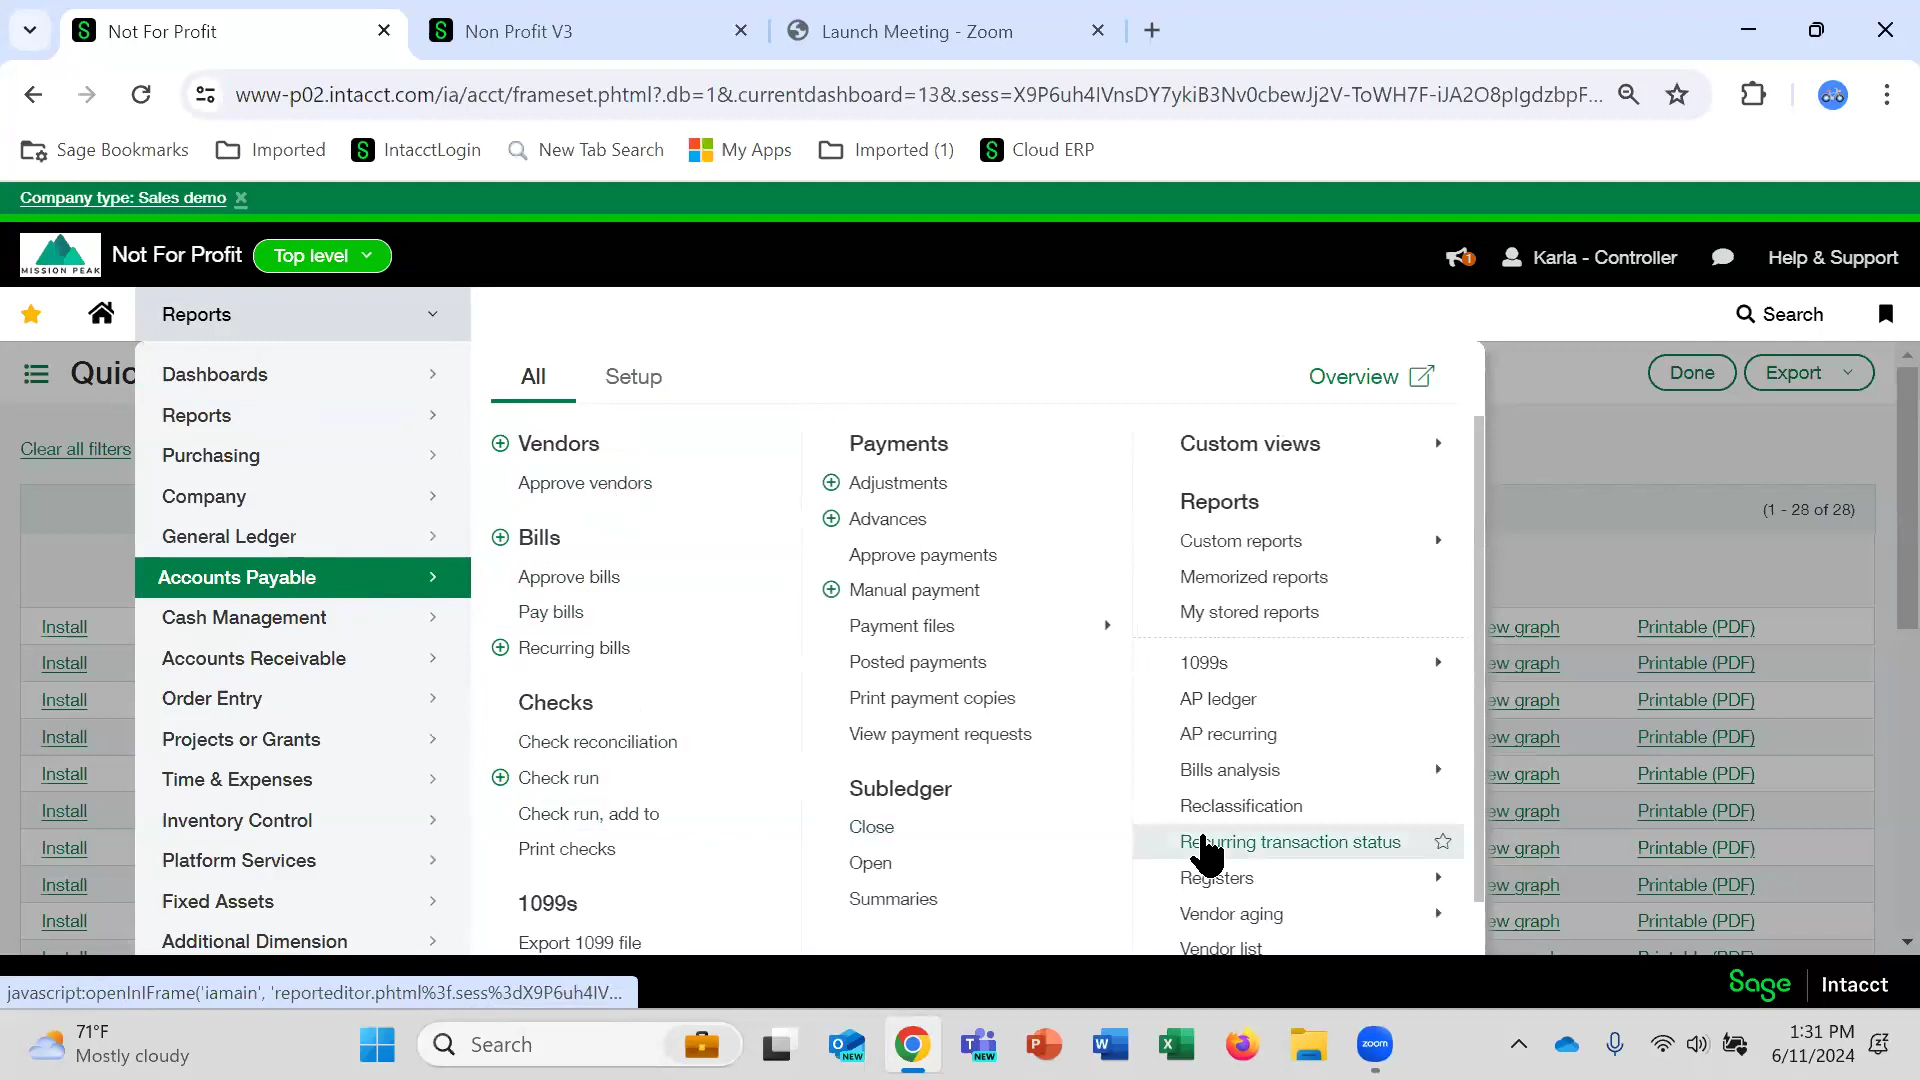 Not For Profit
Non Profit V3
Launch Meeting - Zoom
www-p02.intacct.com/ia/acct/frameset.phtml?.db=1&.currentdashboard=13&.sess=X9P6uh4IVnsDY7ykiB3Nv0cbewJj2V-ToWH7F-iJA2O8pIgdzbpF...
Sage Bookmarks
Imported
IntacctLogin
New Tab Search
My Apps
Imported (1)
Cloud ERP
Company type: Sales demo
MISSION PEAK
Not For Profit
Top level
1
Karla - Controller
Help & Support
Reports
Search
Quic
Done
Export
Clear all filters
(1 - 28 of 28)
Dashboards
Reports
Purchasing
Company
General Ledger
Accounts Payable
Cash Management
Accounts Receivable
Order Entry
Projects or Grants
Time & Expenses
Inventory Control
Platform Services
Fixed Assets
Additional Dimension
All
Setup
Overview
Vendors
Approve vendors
Bills
Approve bills
Pay bills
Recurring bills
Checks
Check reconciliation
Check run
Check run, add to
Print checks
1099s
Export 1099 file
Payments
Adjustments
Advances
Approve payments
Manual payment
Payment files
Posted payments
Print payment copies
View payment requests
Subledger
Close
Open
Summaries
Custom views
Reports
Custom reports
Memorized reports
My stored reports
1099s
AP ledger
AP recurring
Bills analysis
Reclassification
Recurring transaction status
Registers
Vendor aging
Vendor list
Install ew graph Printable (PDF)
Install ew graph Printable (PDF)
Install ew graph Printable (PDF)
Install ew graph Printable (PDF)
Install ew graph Printable (PDF)
Install ew graph Printable (PDF)
Install ew graph Printable (PDF)
Install ew graph Printable (PDF)
Install ew graph Printable (PDF)
javascript:openInIFrame('iamain', 'reporteditor.phtml%3f.sess%3dX9P6uh4IV...
Sage | Intacct
71°F
Mostly cloudy
Search
NEW
NEW
zoom
1:31 PM
6/11/2024